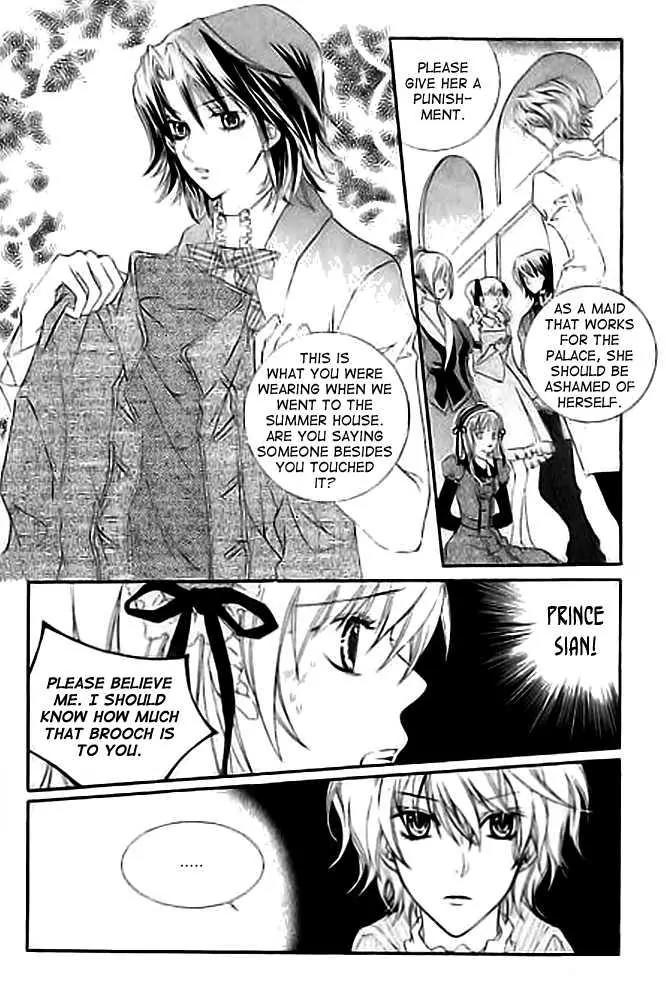 THIS IS
WHAT YOU WERE
WEARING WHEN WE
WENT TO THE
SUMMER HOUSE.
ARE YOU SAYING
SOMEONE BESIDES
YOU TOUCHED
IT?
PLEASE
GIVE HER A
PUNISH-
MENT.
AS A MAID
THAT WORKS
FOR THE
PALACE, SHE
SHOULD BE
ASHAMED OF
HERSELF.
PRINCE
SIAN!
PLEASE BELIEVE
ME. I SHOULD
KNOW HOW MUCH
THAT BROOCH IS
TO YOU.
.....